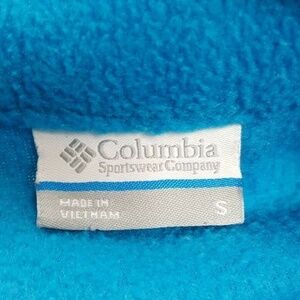 Columbia
Sportswear Company
MADE IN
VIETNAM
S